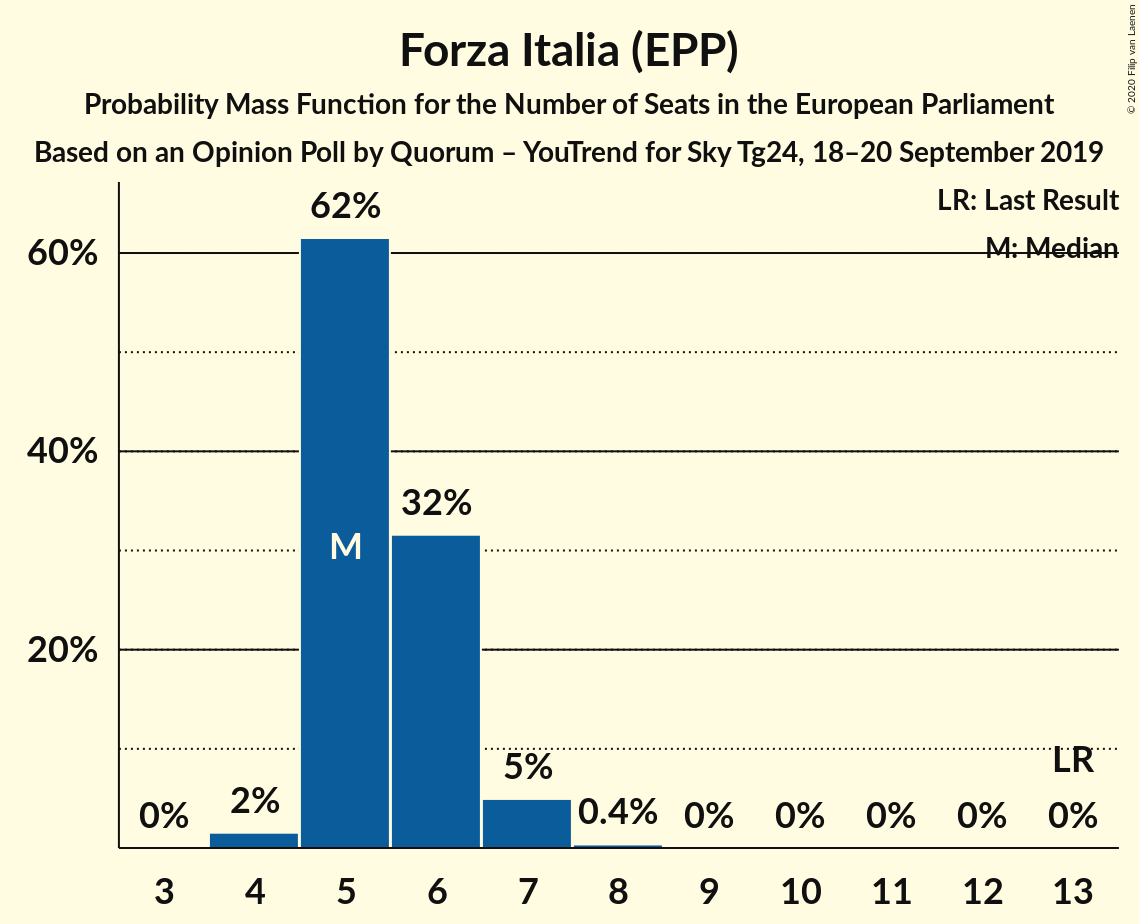 Forza Italia (EPP)
Probability Mass Function for the Number of Seats in the European Parliament
Based on an Opinion Poll by Quorum – YouTrend for Sky Tg24, 18–20 September 2019
© 2020 Filip van Laenen
LR: Last Result
M: Median
60%
40%
20%
0% 2% 62% 32% 5% 0.4% 0% 0% 0% 0% 0%
M
LR
3 4 5 6 7 8 9 10 11 12 13